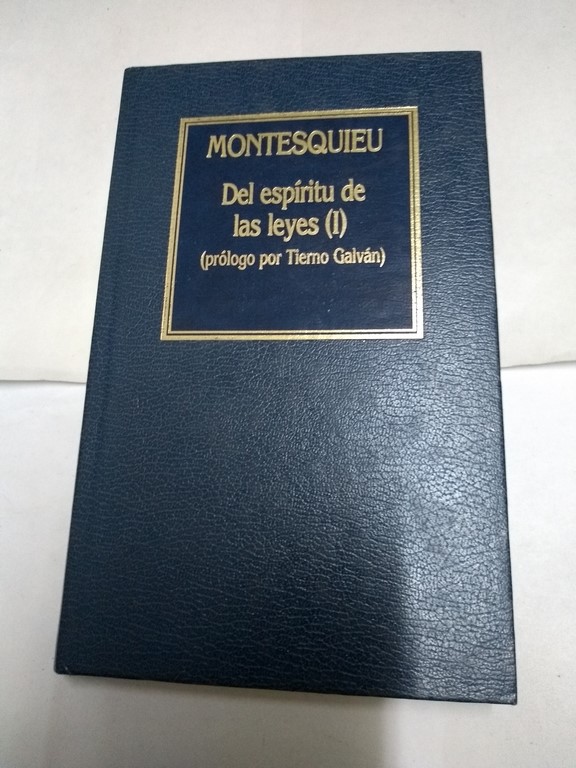 MONTESQUIEU
Del espíritu de
las leyes (I)
(prólogo por Tierno Galván)